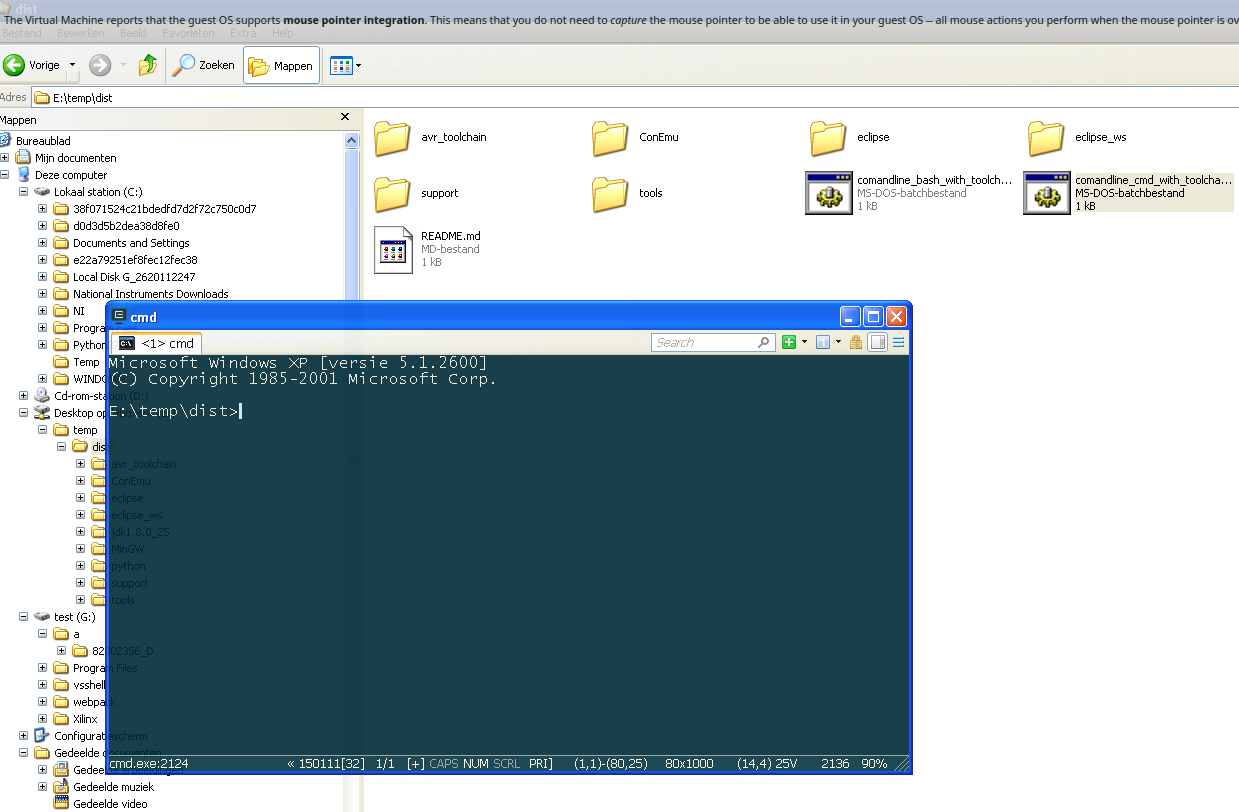 dist
The Virtual Machine reports that the guest OS supports mouse pointer integration. This means that you do not need to capture the mouse pointer to be able to use it in your guest OS -- all mouse actions you perform when the mouse pointer is ov
Bestand Bewerken Beeld Favorieten Extra Help
Vorige Zoeken Mappen
Adres E:\temp\dist
Mappen
Bureaublad
Mijn documenten
Deze computer
Lokaal station (C:)
38f071524c21bdedfd7d2f72c750c0d7
d0d3d5b2dea38d8fe0
Documents and Settings
e22a79251ef8fec12fec38
Local Disk G_2620112247
National Instruments Downloads
NI
Program Files
Python
Temp
WINDO
Cd-rom-station (D:)
Desktop op
temp
dis
avr_toolchain
ConEmu
eclipse
eclipse_ws
jdk1.8.0_25
MinGW
python
support
tools
test (G:)
a
82002356_D
Program Files
vsshell
webpack
Xilinx
Configuratiescherm
Gedeelde documenten
Gedeelde afbeeldingen
Gedeelde muziek
Gedeelde video
avr_toolchain
ConEmu
eclipse
eclipse_ws
support
tools
comandline_bash_with_toolch...
MS-DOS-batchbestand
1 kB
comandline_cmd_with_toolcha...
MS-DOS-batchbestand
1 kB
README.md
MD-bestand
1 kB
cmd
<1> cmd
Search
1
Microsoft Windows XP [versie 5.1.2600]
(C) Copyright 1985-2001 Microsoft Corp.
E:\temp\dist>
cmd.exe:2124 « 150111[32] 1/1 [+] CAPS NUM SCRL PRI] (1,1)-(80,25) 80x1000 (14,4) 25V 2136 90%